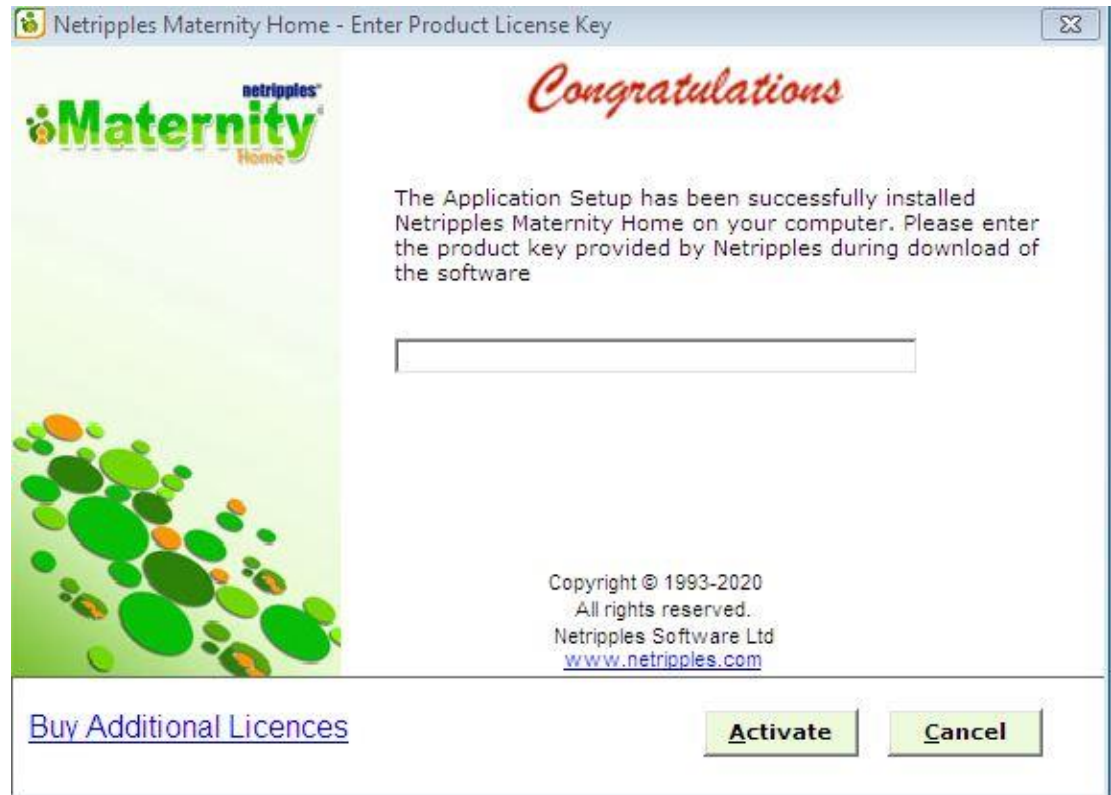 Netripples Maternity Home - Enter Product License Key
netripples®
Maternity
Home
Congratulations
The Application Setup has been successfully installed
Netripples Maternity Home on your computer. Please enter
the product key provided by Netripples during download of
the software
Copyright © 1993-2020
All rights reserved.
Netripples Software Ltd
www.netripples.com
Buy Additional Licences
Activate
Cancel